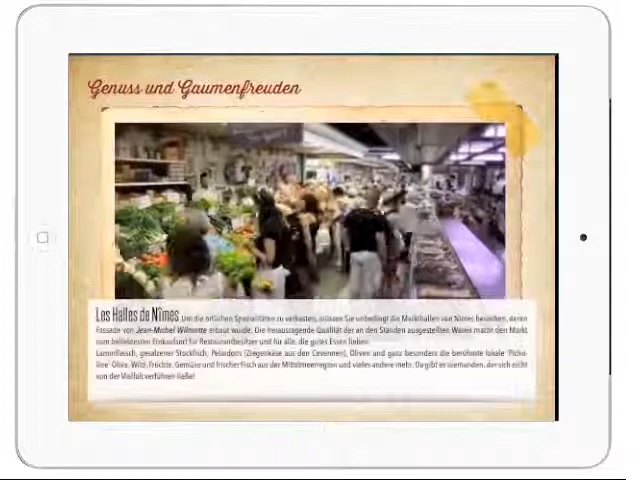 Genuss und Gaumenfreuden
Les Halles de Nîmes Um die örtlichen Spezialitäten zu verkosten, müssen Sie unbedingt die Markthallen von Nîmes besuchen, deren
Fassade von Jean-Michel Wilmotte erbaut wurde. Die herausragende Qualität der an den Ständen ausgestellten Waren macht den Markt
zum beliebtesten Einkaufsort für Restaurantbesitzer und für alle, die gutes Essen lieben.
Lammfleisch, gesalzener Stockfisch, Pelardons (Ziegenkäse aus den Cevennen), Oliven und ganz besonders die berühmte lokale 'Picho-
line' Olive, Wild, Früchte, Gemüse und frischer Fisch aus der Mittelmeerregion und vieles andere mehr. Da gibt es niemanden, der sich nicht
von der Vielfalt verführen ließe!